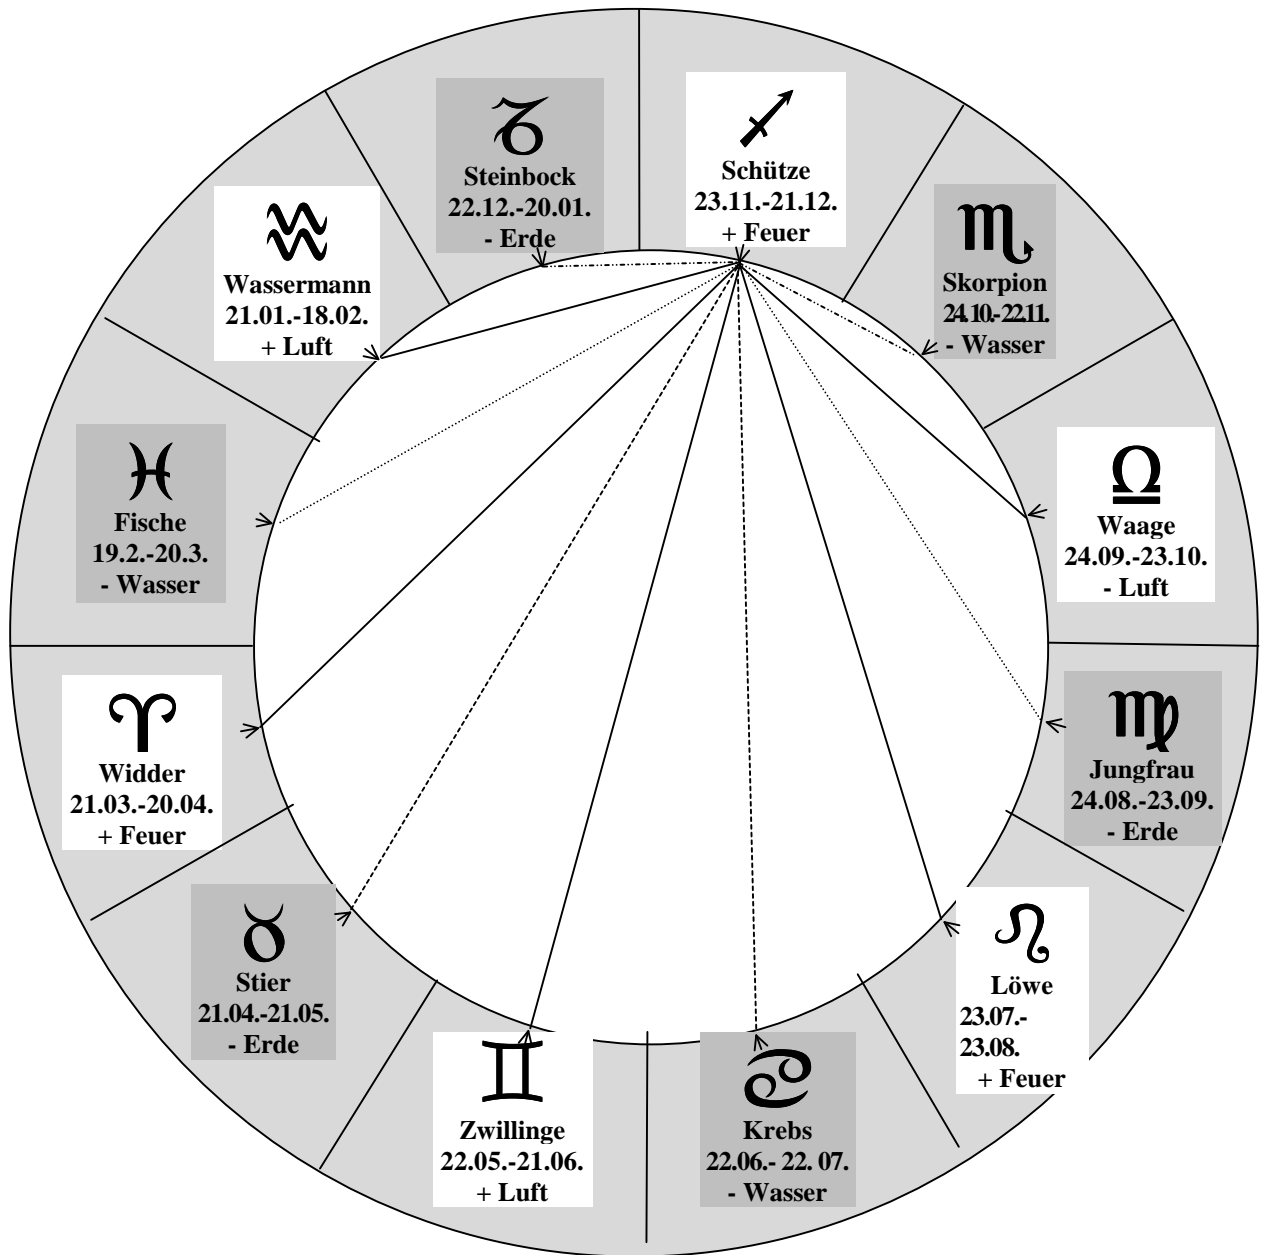 Steinbock
22.12.-20.01.
- Erde
Schütze
23.11.-21.12.
+ Feuer
Skorpion
24.10.-22.11.
- Wasser
Waage
24.09.-23.10.
- Luft
Jungfrau
24.08.-23.09.
- Erde
Löwe
23.07.-
23.08.
+ Feuer
Krebs
22.06.- 22. 07.
- Wasser
Zwillinge
22.05.-21.06.
+ Luft
Stier
21.04.-21.05.
- Erde
Widder
21.03.-20.04.
+ Feuer
Fische
19.2.-20.3.
- Wasser
Wassermann
21.01.-18.02.
+ Luft